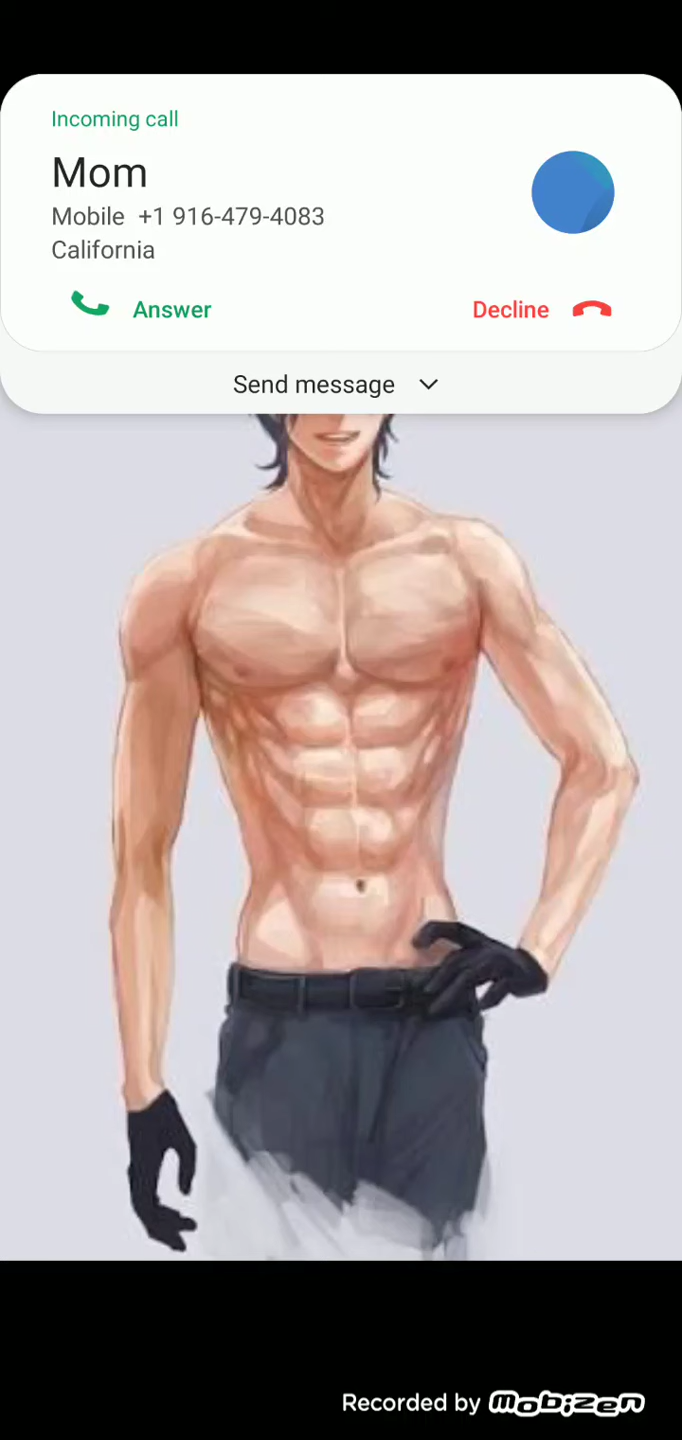 Incoming call
Mom
Mobile +1 916-479-4083
California
Answer
Decline
Send message
Recorded by Mobizen